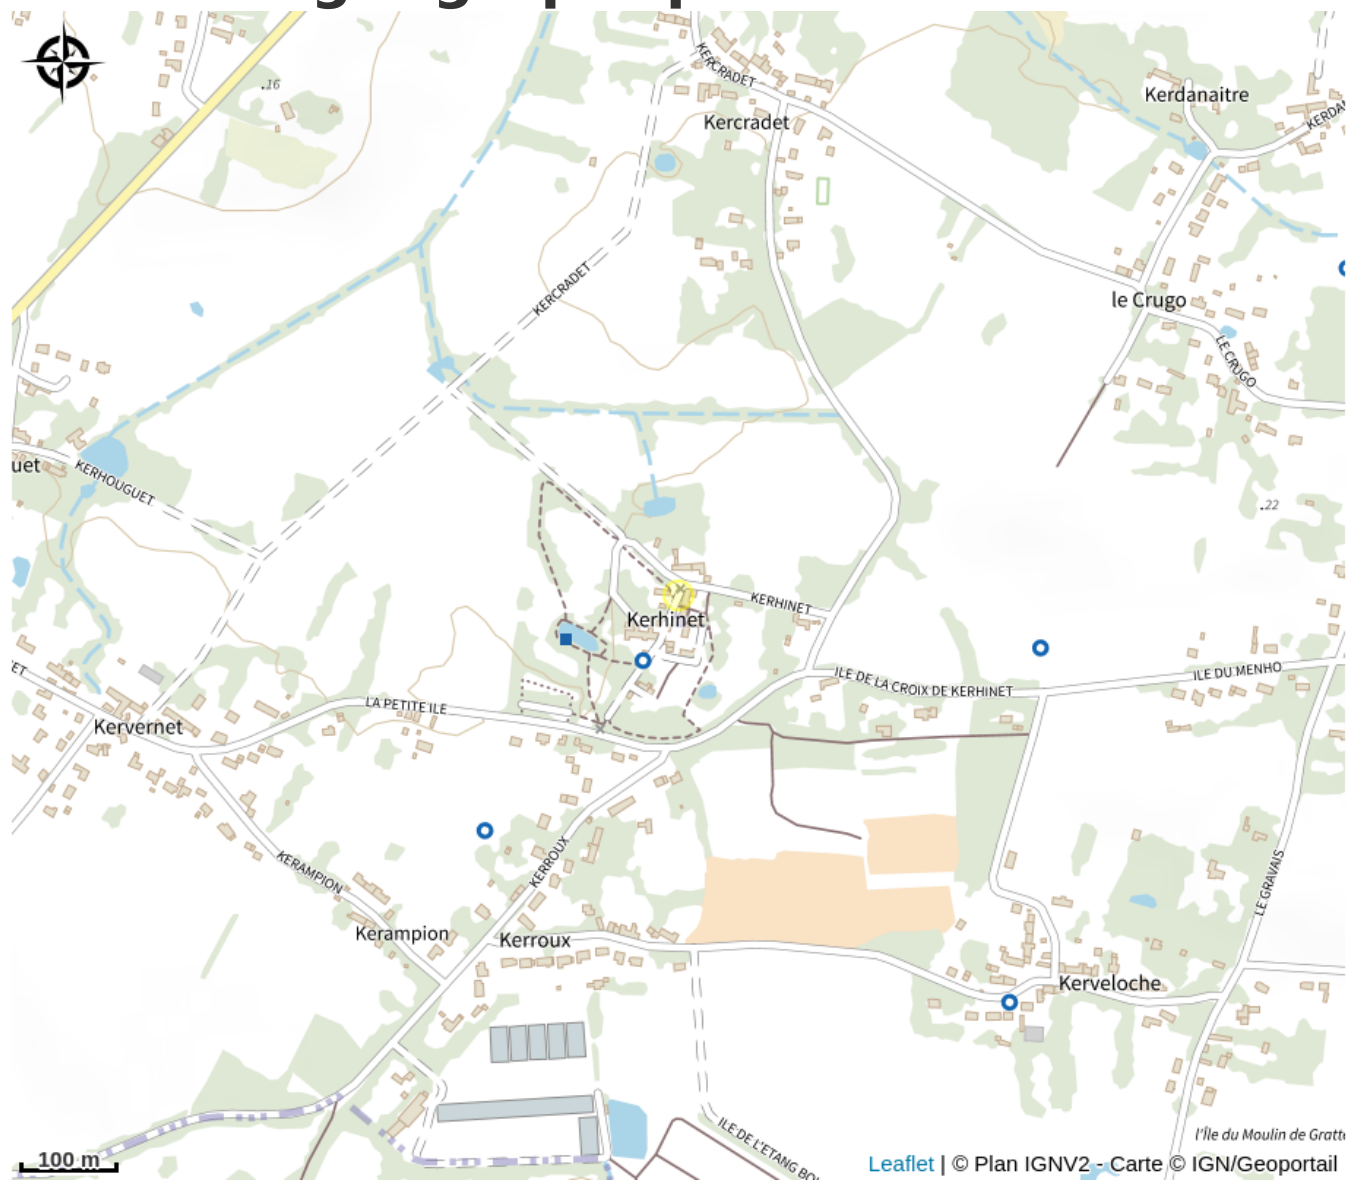 KERCRADET
.16
Kerdanaitre
Kercradet
KERCRADET
le Crugo
LE CRUGO
uet
KERHOUGUET
.22
KERHINET
Kerhinet
ILE DE LA CROIX DE KERHINET
ILE DU MENHO
ET
LA PETITE ILE
Kervernet
KERROUX
KERAMPION
LE GRAVAIS
Kerampion
Kerroux
Kerveloche
ILE DE L'ETANG BO
l'Île du Moulin de Gratte
100 m
Leaflet | © Plan IGNV2 - Carte © IGN/Geoportail